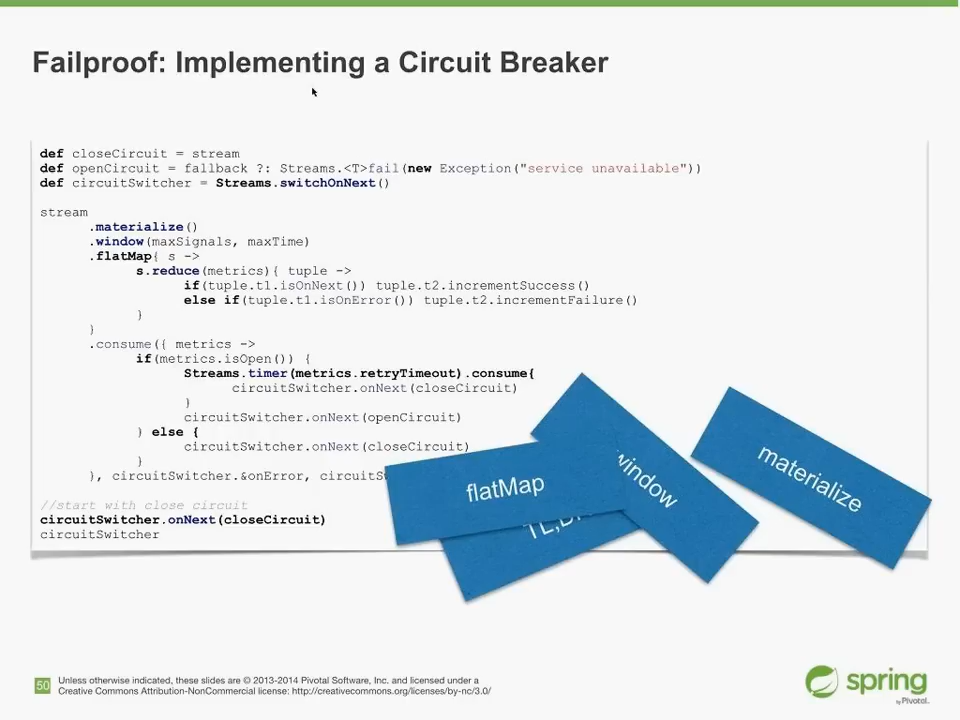 Failproof: Implementing a Circuit Breaker
def closeCircuit = stream
def openCircuit = fallback ?: Streams.<T>fail(new Exception("service unavailable"))
def circuitSwitcher = Streams.switchOnNext()
stream
.materialize()
.window(maxSignals, maxTime)
.flatMap{ s ->
s.reduce(metrics){ tuple ->
if(tuple.t1.isOnNext()) tuple.t2.incrementSuccess()
else if(tuple.t1.isOnError()) tuple.t2.incrementFailure()
}
}
.consume({ metrics ->
if(metrics.isOpen()) {
Streams.timer(metrics.retryTimeout).consume{
circuitSwitcher.onNext(closeCircuit)
}
circuitSwitcher.onNext(openCircuit)
} else {
circuitSwitcher.onNext(closeCircuit)
}
}, circuitSwitcher.&onError,
//start with close circuit
circuitSwitcher.onNext(closeCircuit)
circuitSwitcher
flatMap
window
materialize
50
Unless otherwise indicated, these slides are © 2013-2014 Pivotal Software, Inc. and licensed under a
Creative Commons Attribution-NonCommercial license: http://creativecommons.org/licenses/by-nc/3.0/
spring
by Pivotal.